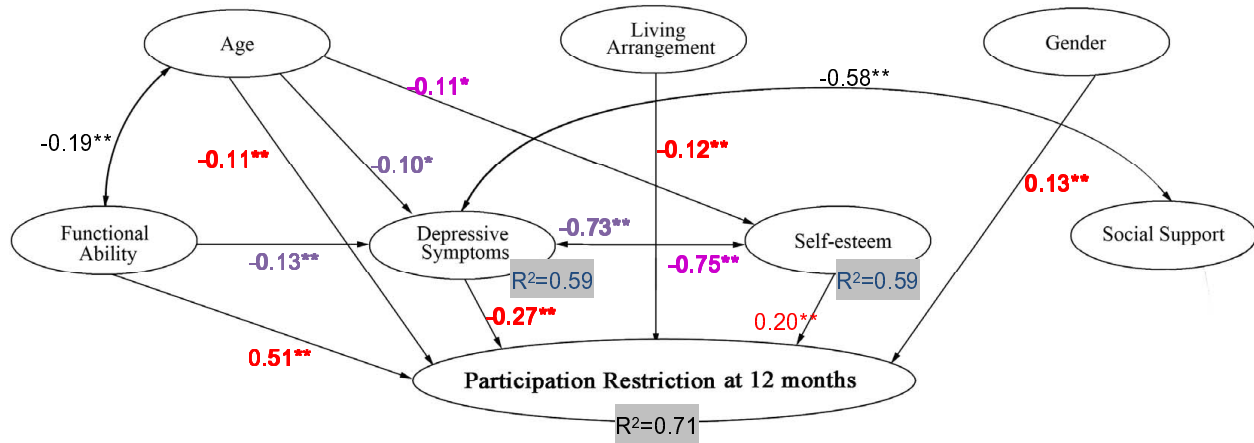 Age
Living
Arrangement
Gender
-0.11*
-0.58**
-0.19**
-0.11**
-0.10*
-0.12**
0.13**
Functional
Ability
Depressive
Symptoms
-0.73**
Self-esteem
Social Support
-0.13**
-0.75**
R²=0.59
R²=0.59
-0.27**
0.20**
0.51**
Participation Restriction at 12 months
R²=0.71